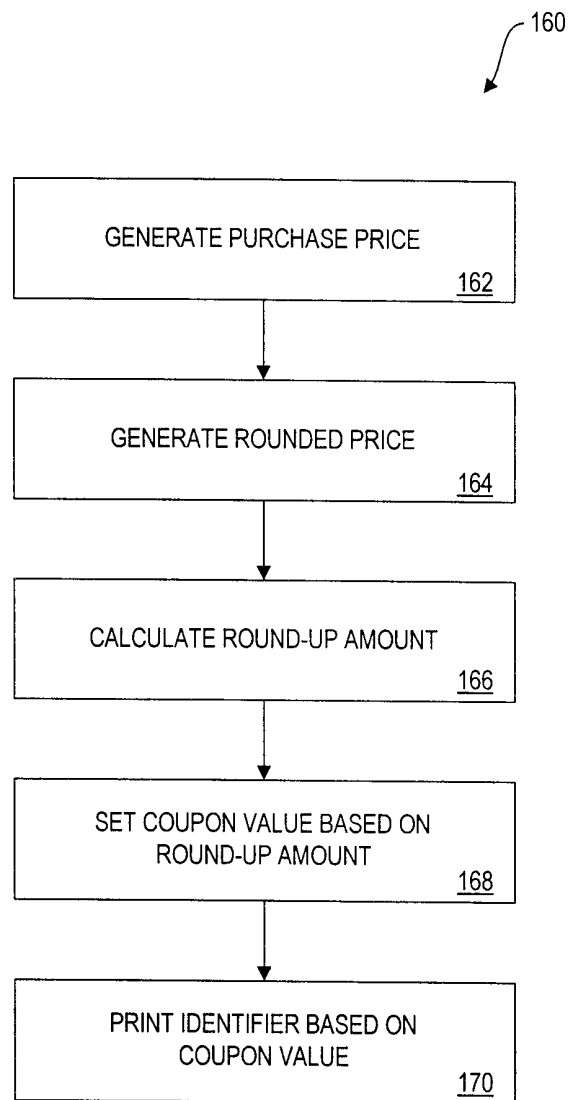 160
GENERATE PURCHASE PRICE
162
GENERATE ROUNDED PRICE
164
CALCULATE ROUND-UP AMOUNT
166
SET COUPON VALUE BASED ON
ROUND-UP AMOUNT
168
PRINT IDENTIFIER BASED ON
COUPON VALUE
170